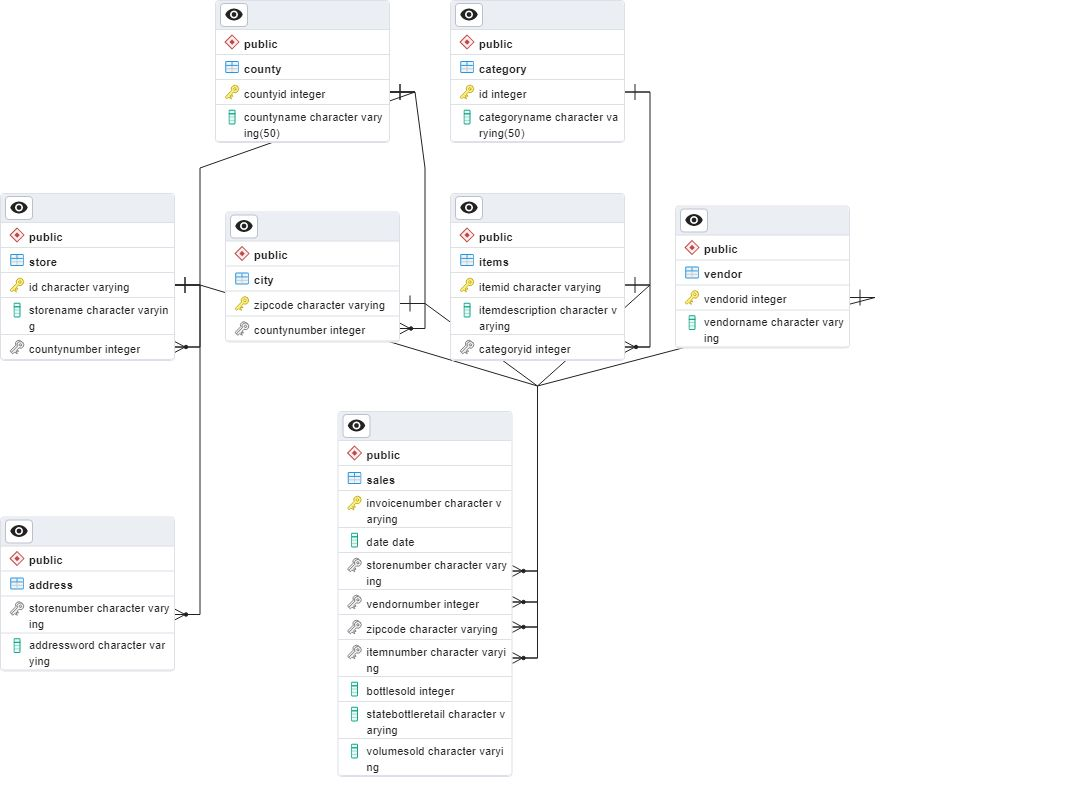 public
county
countyid integer
countyname character vary
ing(50)
public
category
id integer
categoryname character va
rying(50)
public
store
id character varying
storename character varyin
g
countynumber integer
public
city
zipcode character varying
countynumber integer
public
items
itemid character varying
itemdescription character v
arying
categoryid integer
public
vendor
vendorid integer
vendorname character vary
ing
public
sales
invoicenumber character v
arying
date date
storenumber character vary
ing
vendornumber integer
zipcode character varying
itemnumber character varyi
ng
bottlesold integer
statebottleretail character v
arying
volumesold character varyi
ng
public
address
storenumber character vary
ing
addressword character var
ying